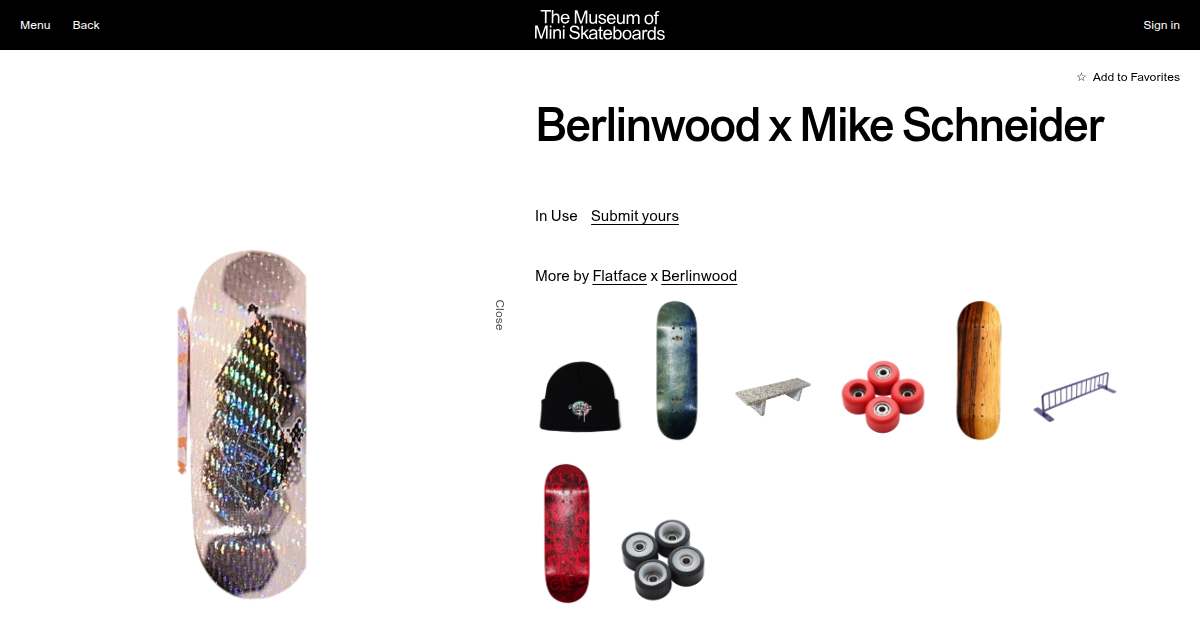 Menu
Back
The Museum of
Mini Skateboards
Sign in
☆ Add to Favorites
Berlinwood x Mike Schneider
In Use
Submit yours
More by Flatface x Berlinwood
Close